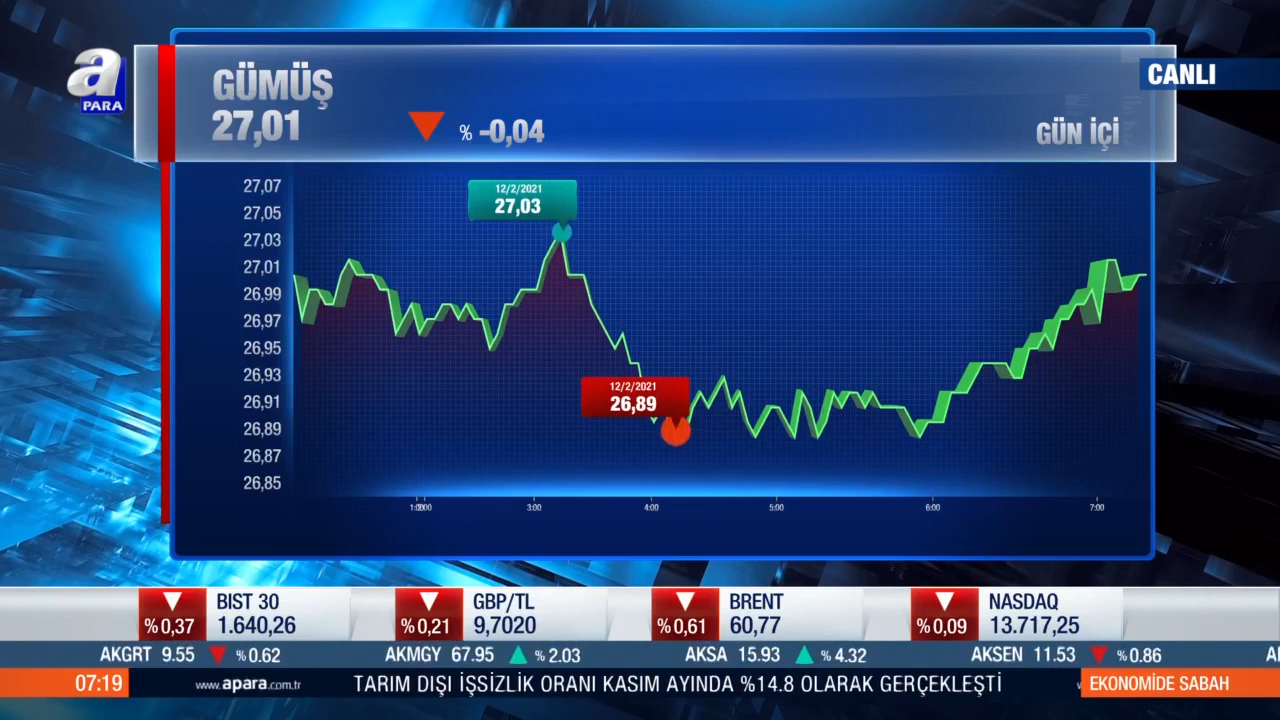 a
PARA
GÜMÜŞ
27,01
% -0,04
CANLI
GÜN İÇİ
27,07
27,05
27,03
27,01
26,99
26,97
26,95
26,93
26,91
26,89
26,87
26,85
12/2/2021
27,03
12/2/2021
26,89
3:00 4:00 5:00 6:00 7:00
% 0,37 BIST 30 1.640,26
% 0,21 GBP/TL 9,7020
% 0,61 BRENT 60,77
% 0,09 NASDAQ 13.717,25
AKGRT 9.55 % 0.62 AKMGY 67.95 % 2.03 AKSA 15.93 % 4.32 AKSEN 11.53 % 0.86
07:19 www.apara.com.tr TARIM DIŞI İŞSİZLİK ORANI KASIM AYINDA %14.8 OLARAK GERÇEKLEŞTİ EKONOMİDE SABAH